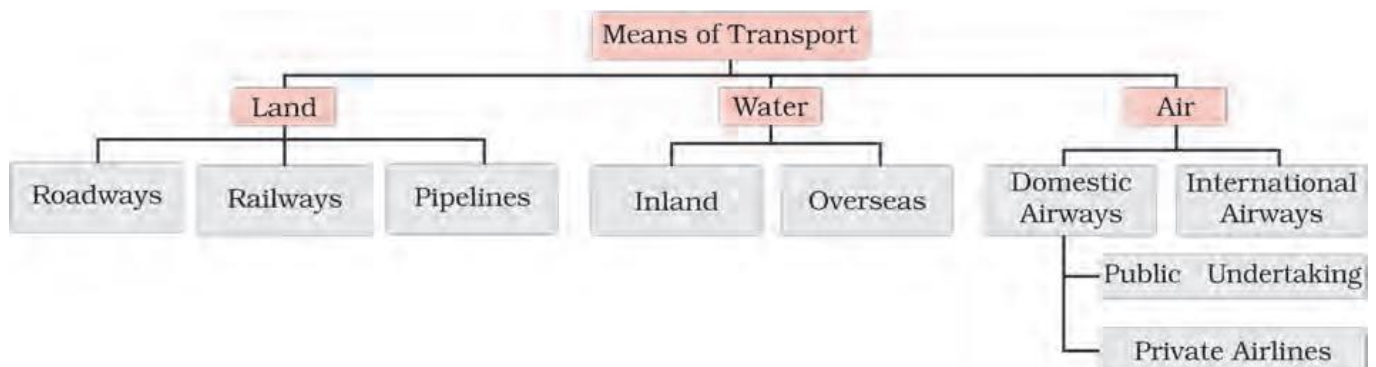 Means of Transport
Land
Water
Air
Roadways
Railways
Pipelines
Inland
Overseas
Domestic
Airways
International
Airways
Public Undertaking
Private Airlines